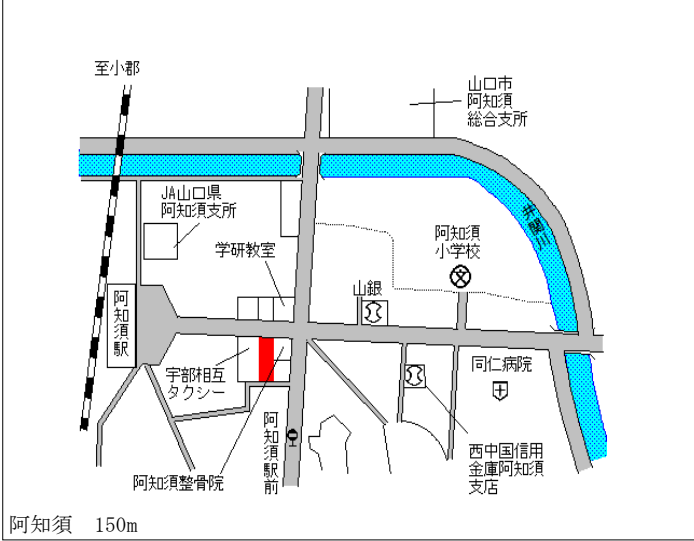 至小郡
山口市
阿知須
総合支所
JA山口県
阿知須支所
井関川
阿知須
小学校
学研教室
山銀
阿知須駅
宇部相互
タクシー
同仁病院
阿知須駅前
西中国信用
金庫阿知須
支店
阿知須整骨院
阿知須 150m